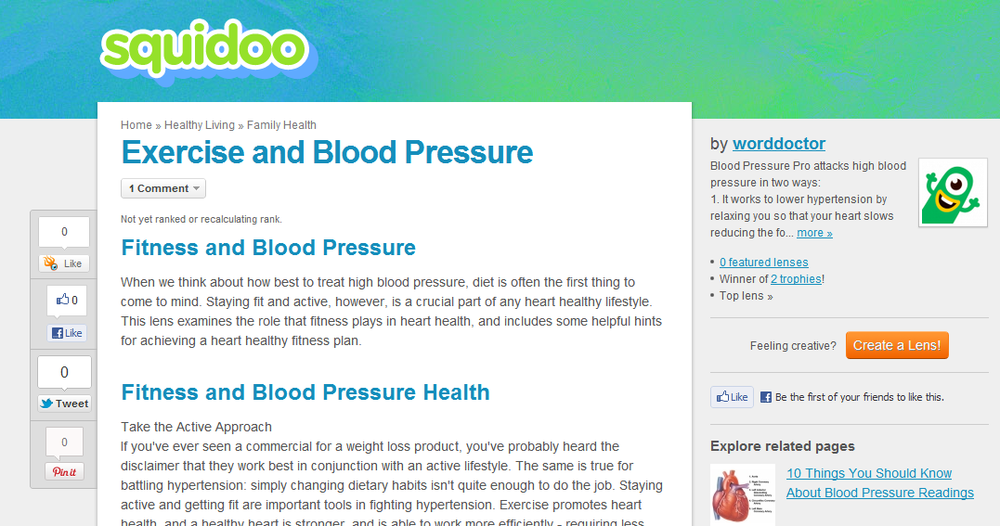 squidoo
Home » Healthy Living » Family Health
Exercise and Blood Pressure
1 Comment
Not yet ranked or recalculating rank.
Fitness and Blood Pressure
When we think about how best to treat high blood pressure, diet is often the first thing to
come to mind. Staying fit and active, however, is a crucial part of any heart healthy lifestyle.
This lens examines the role that fitness plays in heart health, and includes some helpful hints
for achieving a heart healthy fitness plan.
Fitness and Blood Pressure Health
Take the Active Approach
If you've ever seen a commercial for a weight loss product, you've probably heard the
disclaimer that they work best in conjunction with an active lifestyle. The same is true for
battling hypertension: simply changing dietary habits isn't quite enough to do the job. Staying
active and getting fit are important tools in fighting hypertension. Exercise promotes heart
health, and a healthy heart is stronger, and is able to work more efficiently - requiring less
0
Like
0
Like
0
Tweet
0
Pin it
by worddoctor
Blood Pressure Pro attacks high blood
pressure in two ways:
1. It works to lower hypertension by
relaxing you so that your heart slows
reducing the fo... more »
• 0 featured lenses
• Winner of 2 trophies!
• Top lens »
Feeling creative? Create a Lens!
Like Be the first of your friends to like this.
Explore related pages
10 Things You Should Know
About Blood Pressure Readings